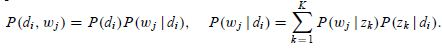 P(d_i, w_j) = P(d_i)P(w_j | d_i),   P(w_j | d_i) = \sum_{k=1}^{K} P(w_j | z_k)P(z_k | d_i).